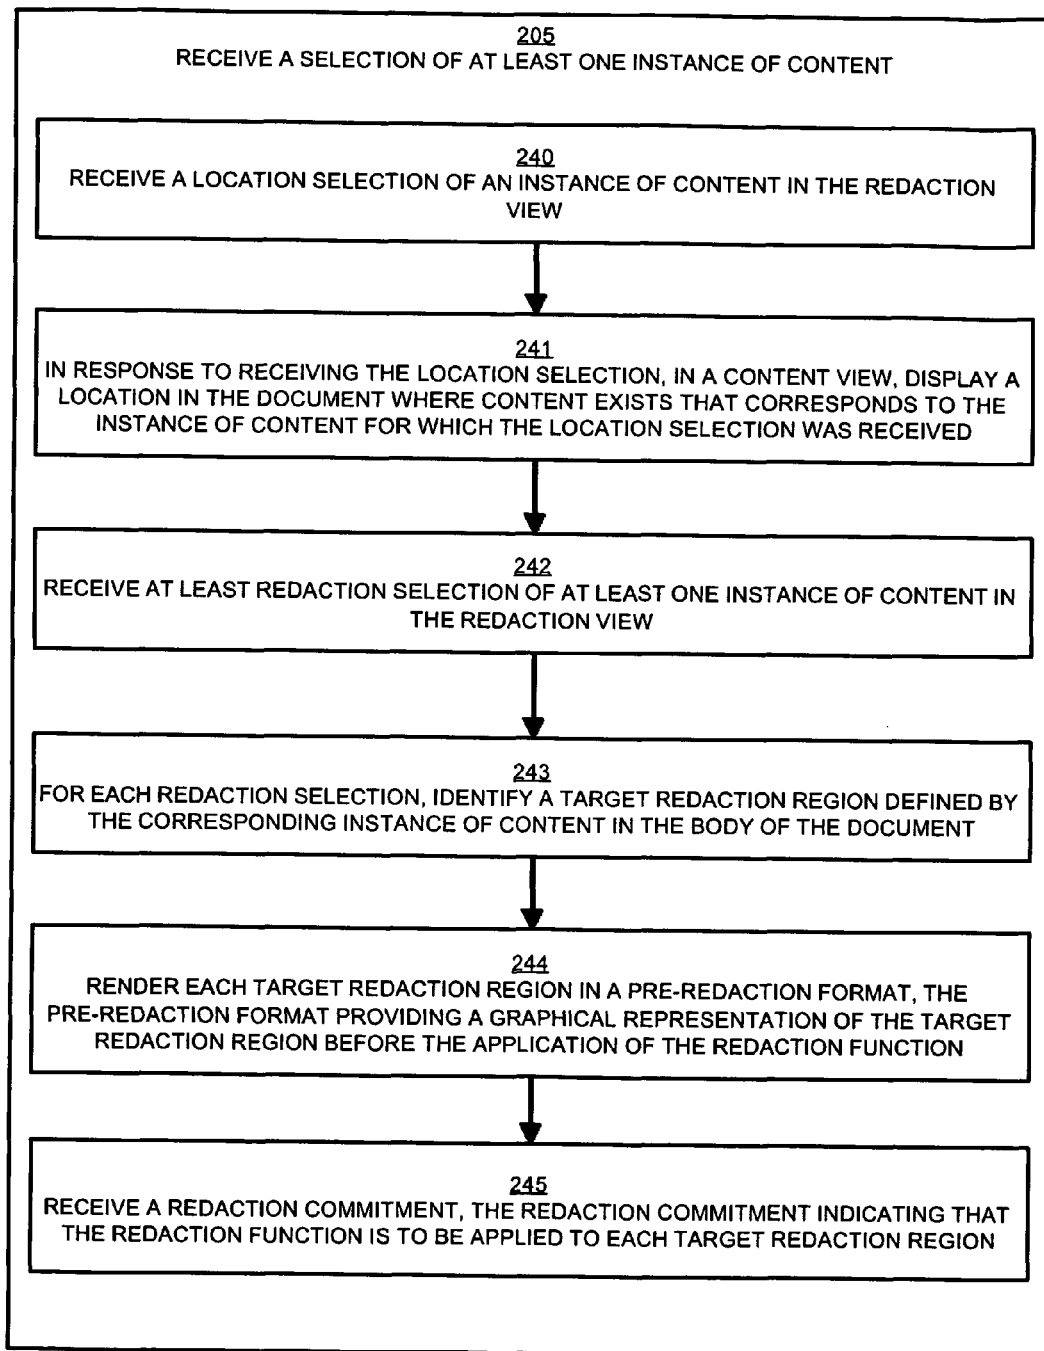 205
RECEIVE A SELECTION OF AT LEAST ONE INSTANCE OF CONTENT
240
RECEIVE A LOCATION SELECTION OF AN INSTANCE OF CONTENT IN THE REDACTION
VIEW
241
IN RESPONSE TO RECEIVING THE LOCATION SELECTION, IN A CONTENT VIEW, DISPLAY A
LOCATION IN THE DOCUMENT WHERE CONTENT EXISTS THAT CORRESPONDS TO THE
INSTANCE OF CONTENT FOR WHICH THE LOCATION SELECTION WAS RECEIVED
242
RECEIVE AT LEAST REDACTION SELECTION OF AT LEAST ONE INSTANCE OF CONTENT IN
THE REDACTION VIEW
243
FOR EACH REDACTION SELECTION, IDENTIFY A TARGET REDACTION REGION DEFINED BY
THE CORRESPONDING INSTANCE OF CONTENT IN THE BODY OF THE DOCUMENT
244
RENDER EACH TARGET REDACTION REGION IN A PRE-REDACTION FORMAT, THE
PRE-REDACTION FORMAT PROVIDING A GRAPHICAL REPRESENTATION OF THE TARGET
REDACTION REGION BEFORE THE APPLICATION OF THE REDACTION FUNCTION
245
RECEIVE A REDACTION COMMITMENT, THE REDACTION COMMITMENT INDICATING THAT
THE REDACTION FUNCTION IS TO BE APPLIED TO EACH TARGET REDACTION REGION